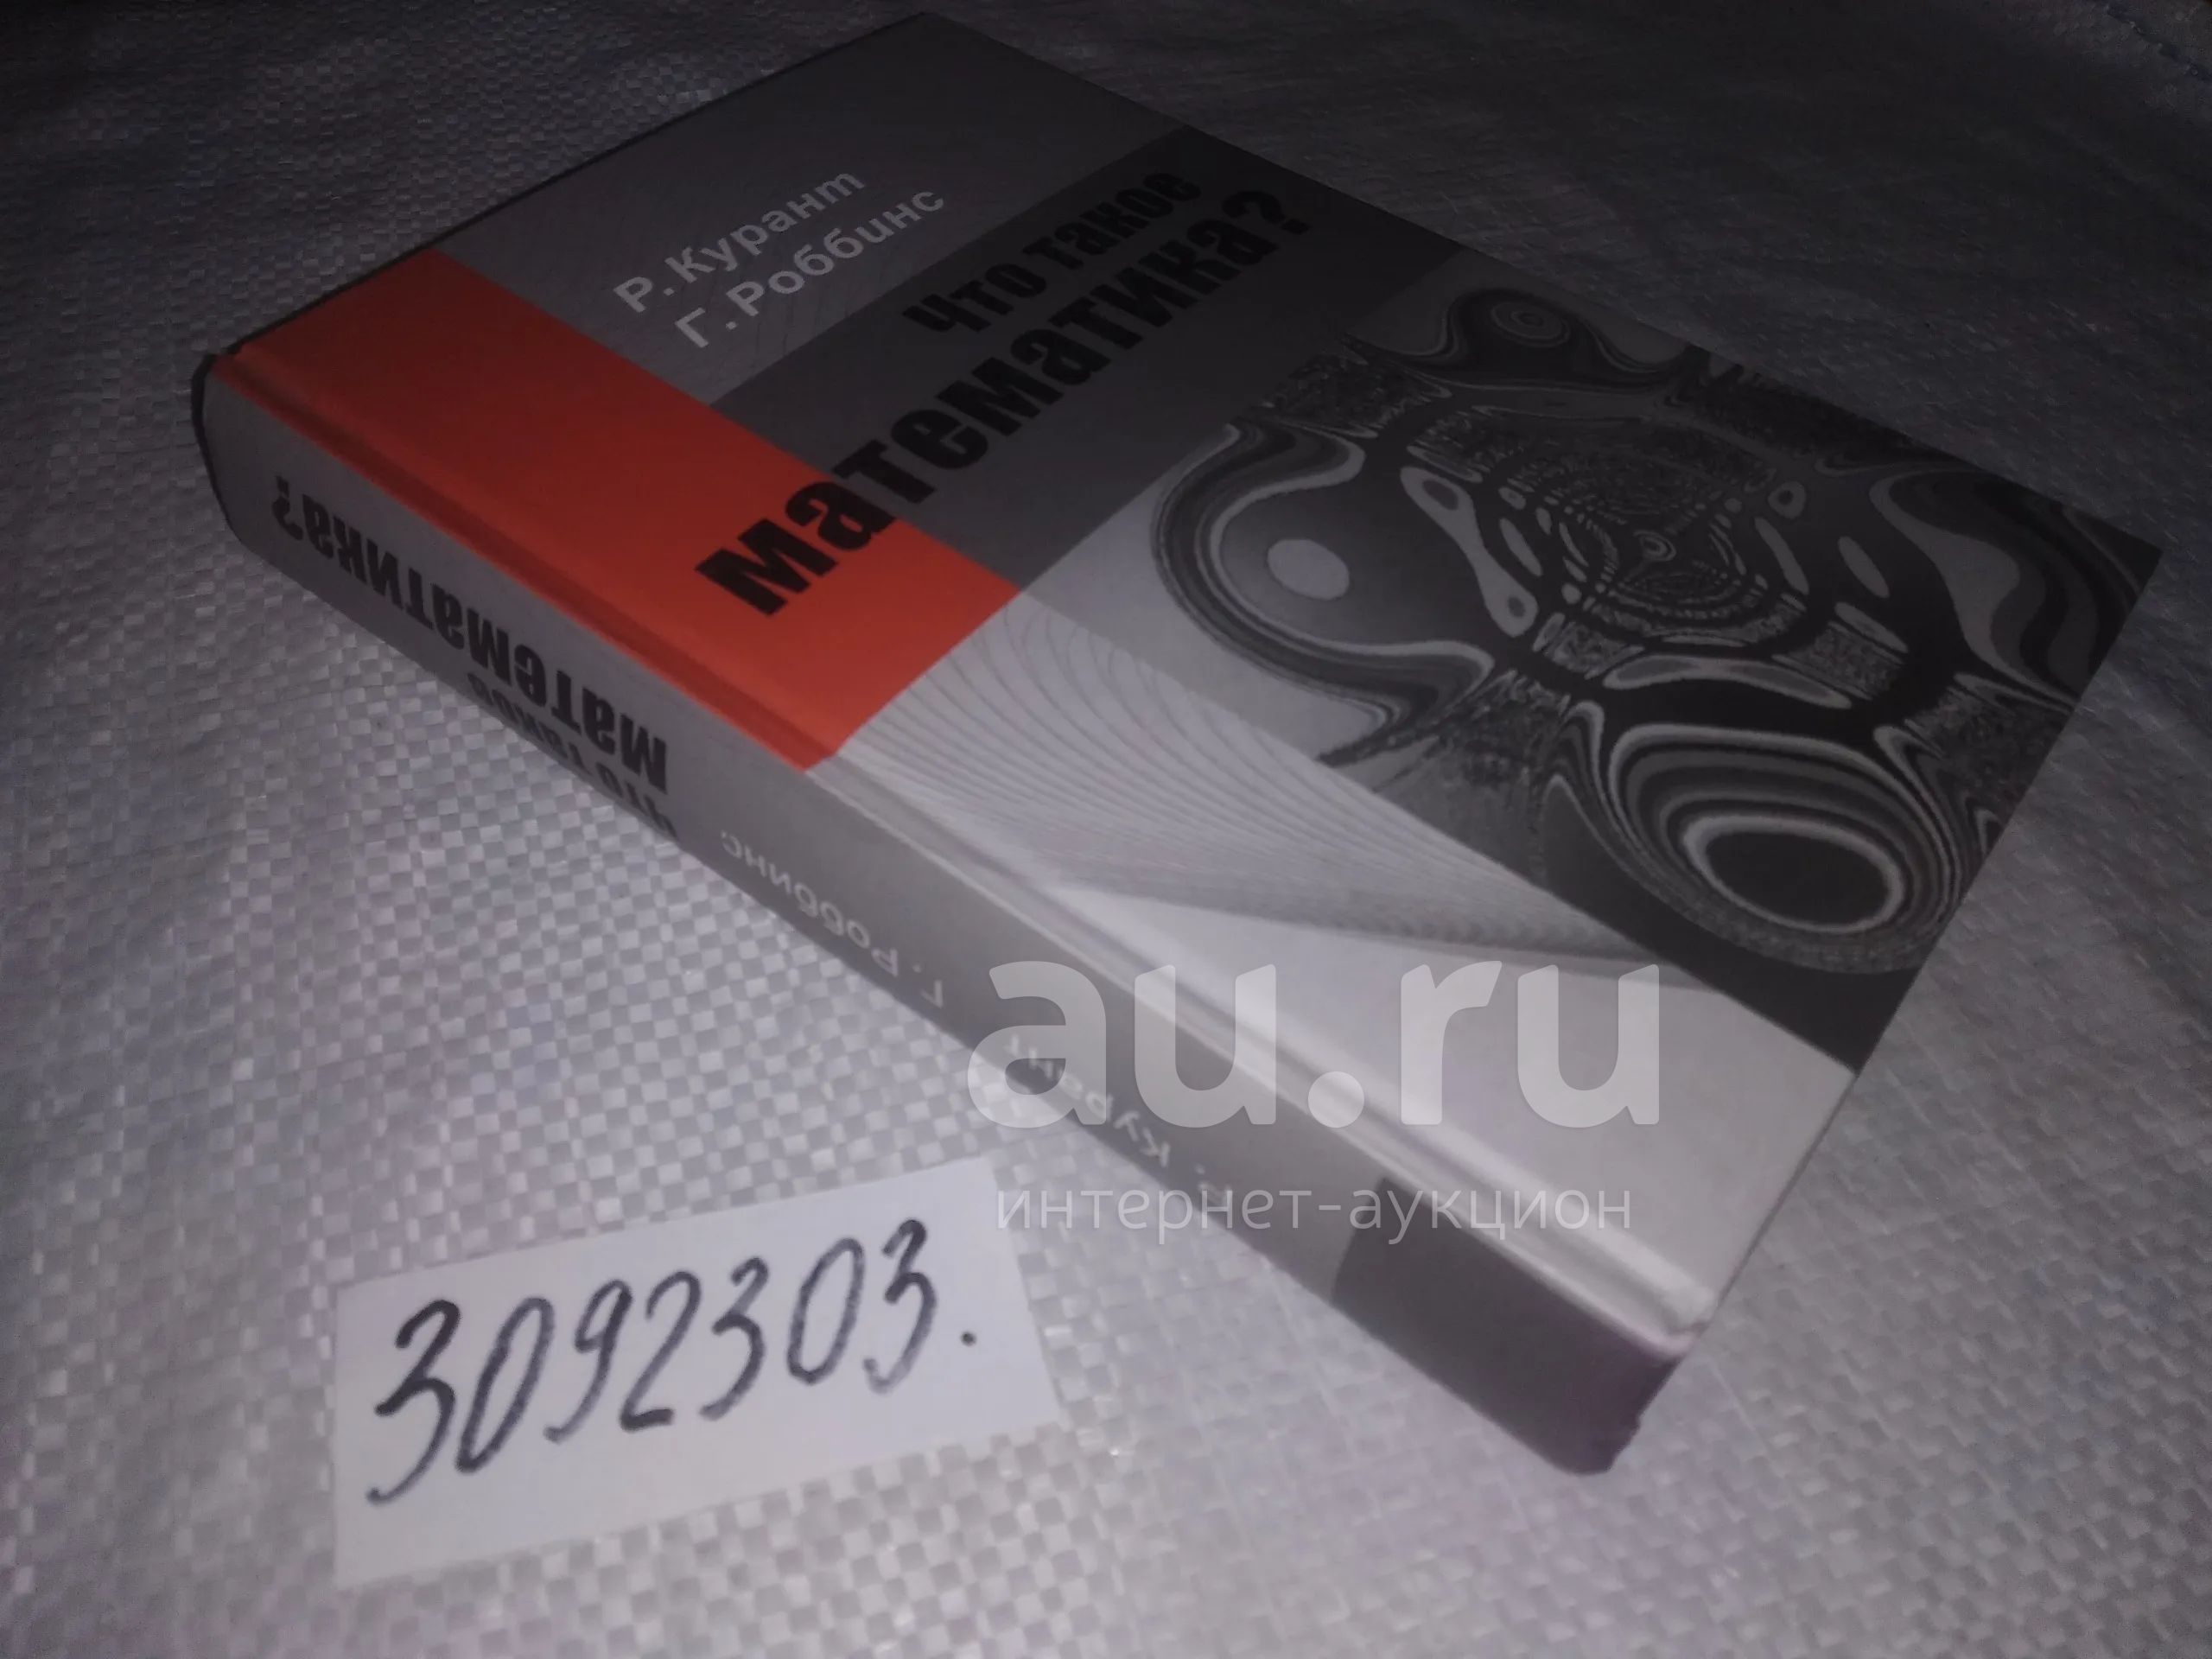 Р. Курант
Г. Роббинс
Что такое
математика?
Что такое
математика?
Г. Роббинс
Р. Курант
au.ru
интернет-аукцион
3092303.